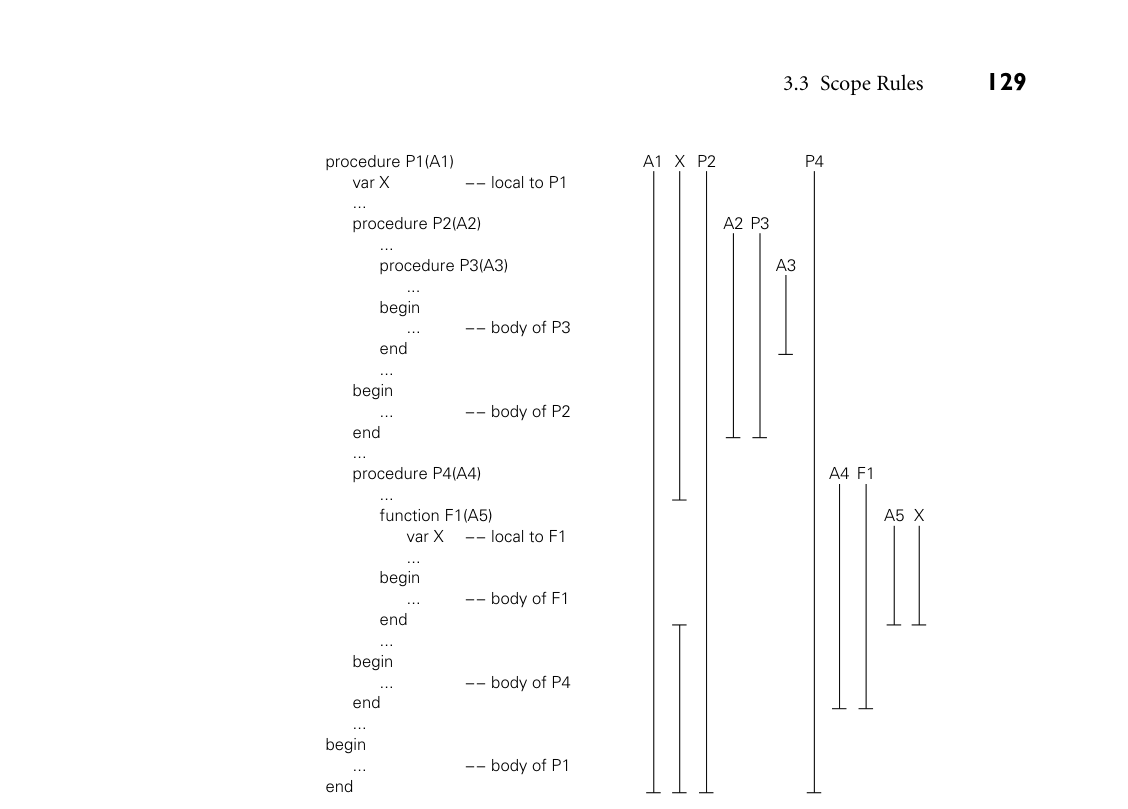 3.3 Scope Rules 129
procedure P1(A1) A1 X P2 P4
var X −− local to P1
...
procedure P2(A2) A2 P3
...
procedure P3(A3) A3
...
begin
... −− body of P3
end
...
begin
... −− body of P2
end
...
procedure P4(A4) A4 F1
...
function F1(A5) A5 X
var X −− local to F1
...
begin
... −− body of F1
end
...
begin
... −− body of P4
end
...
begin
... −− body of P1
end